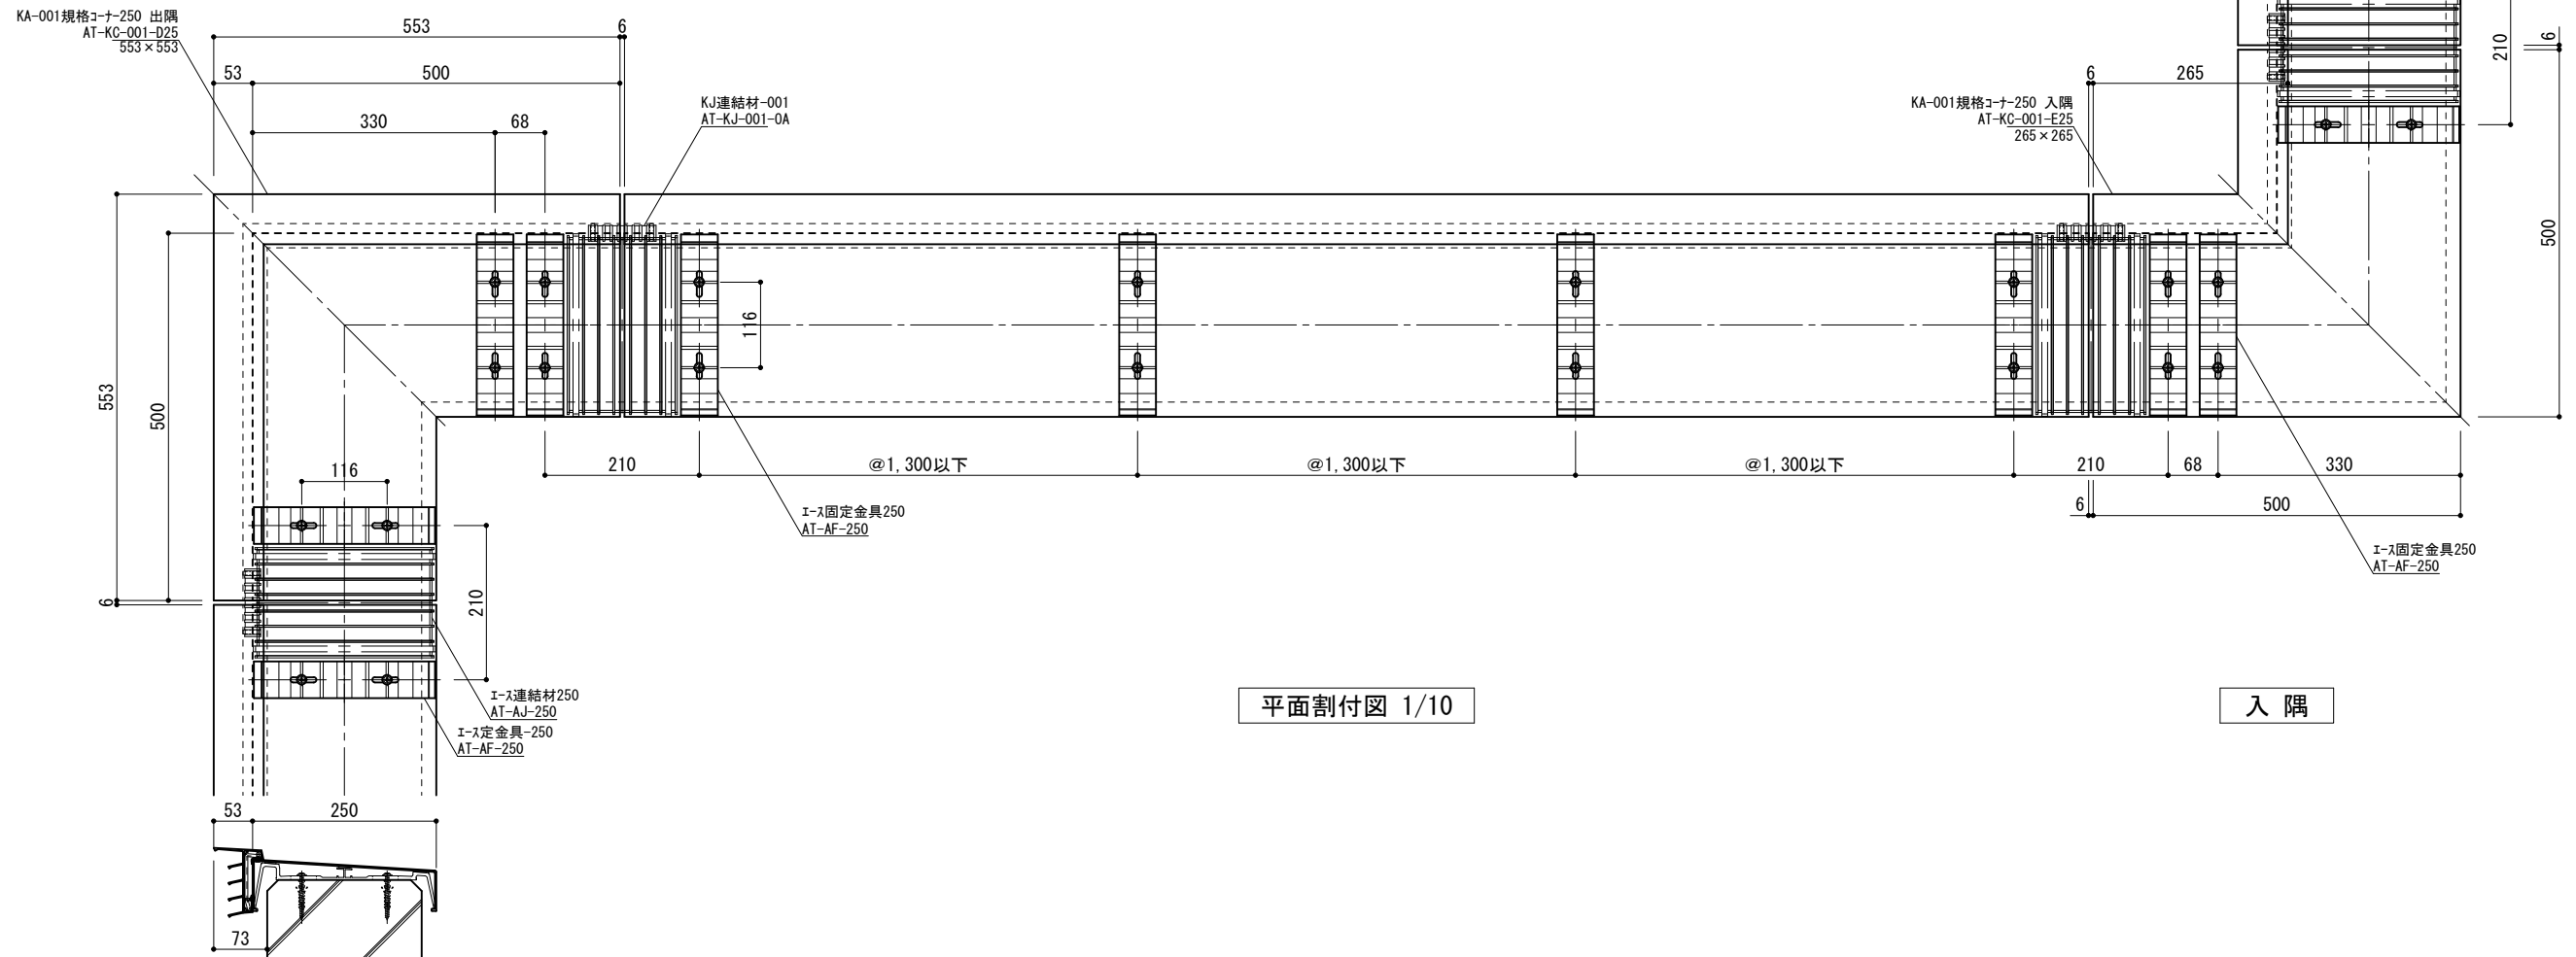 KA-001規格ｺｰﾅｰ250 出隅
AT-KC-001-D25
553×553
553
6
53
500
330
68
KJ連結材-001
AT-KJ-001-0A
6
265
KA-001規格ｺｰﾅｰ-250 入隅
AT-KC-001-E25
265×265
210
6
500
553
500
6
116
116
210
210
@1,300以下
@1,300以下
@1,300以下
210
68
330
6
500
ｴｰｽ固定金具250
AT-AF-250
ｴｰｽ固定金具250
AT-AF-250
ｴｰｽ連結材250
AT-AJ-250
ｴｰｽ定金具-250
AT-AF-250
平面割付図 1/10
入 隅
53
250
73